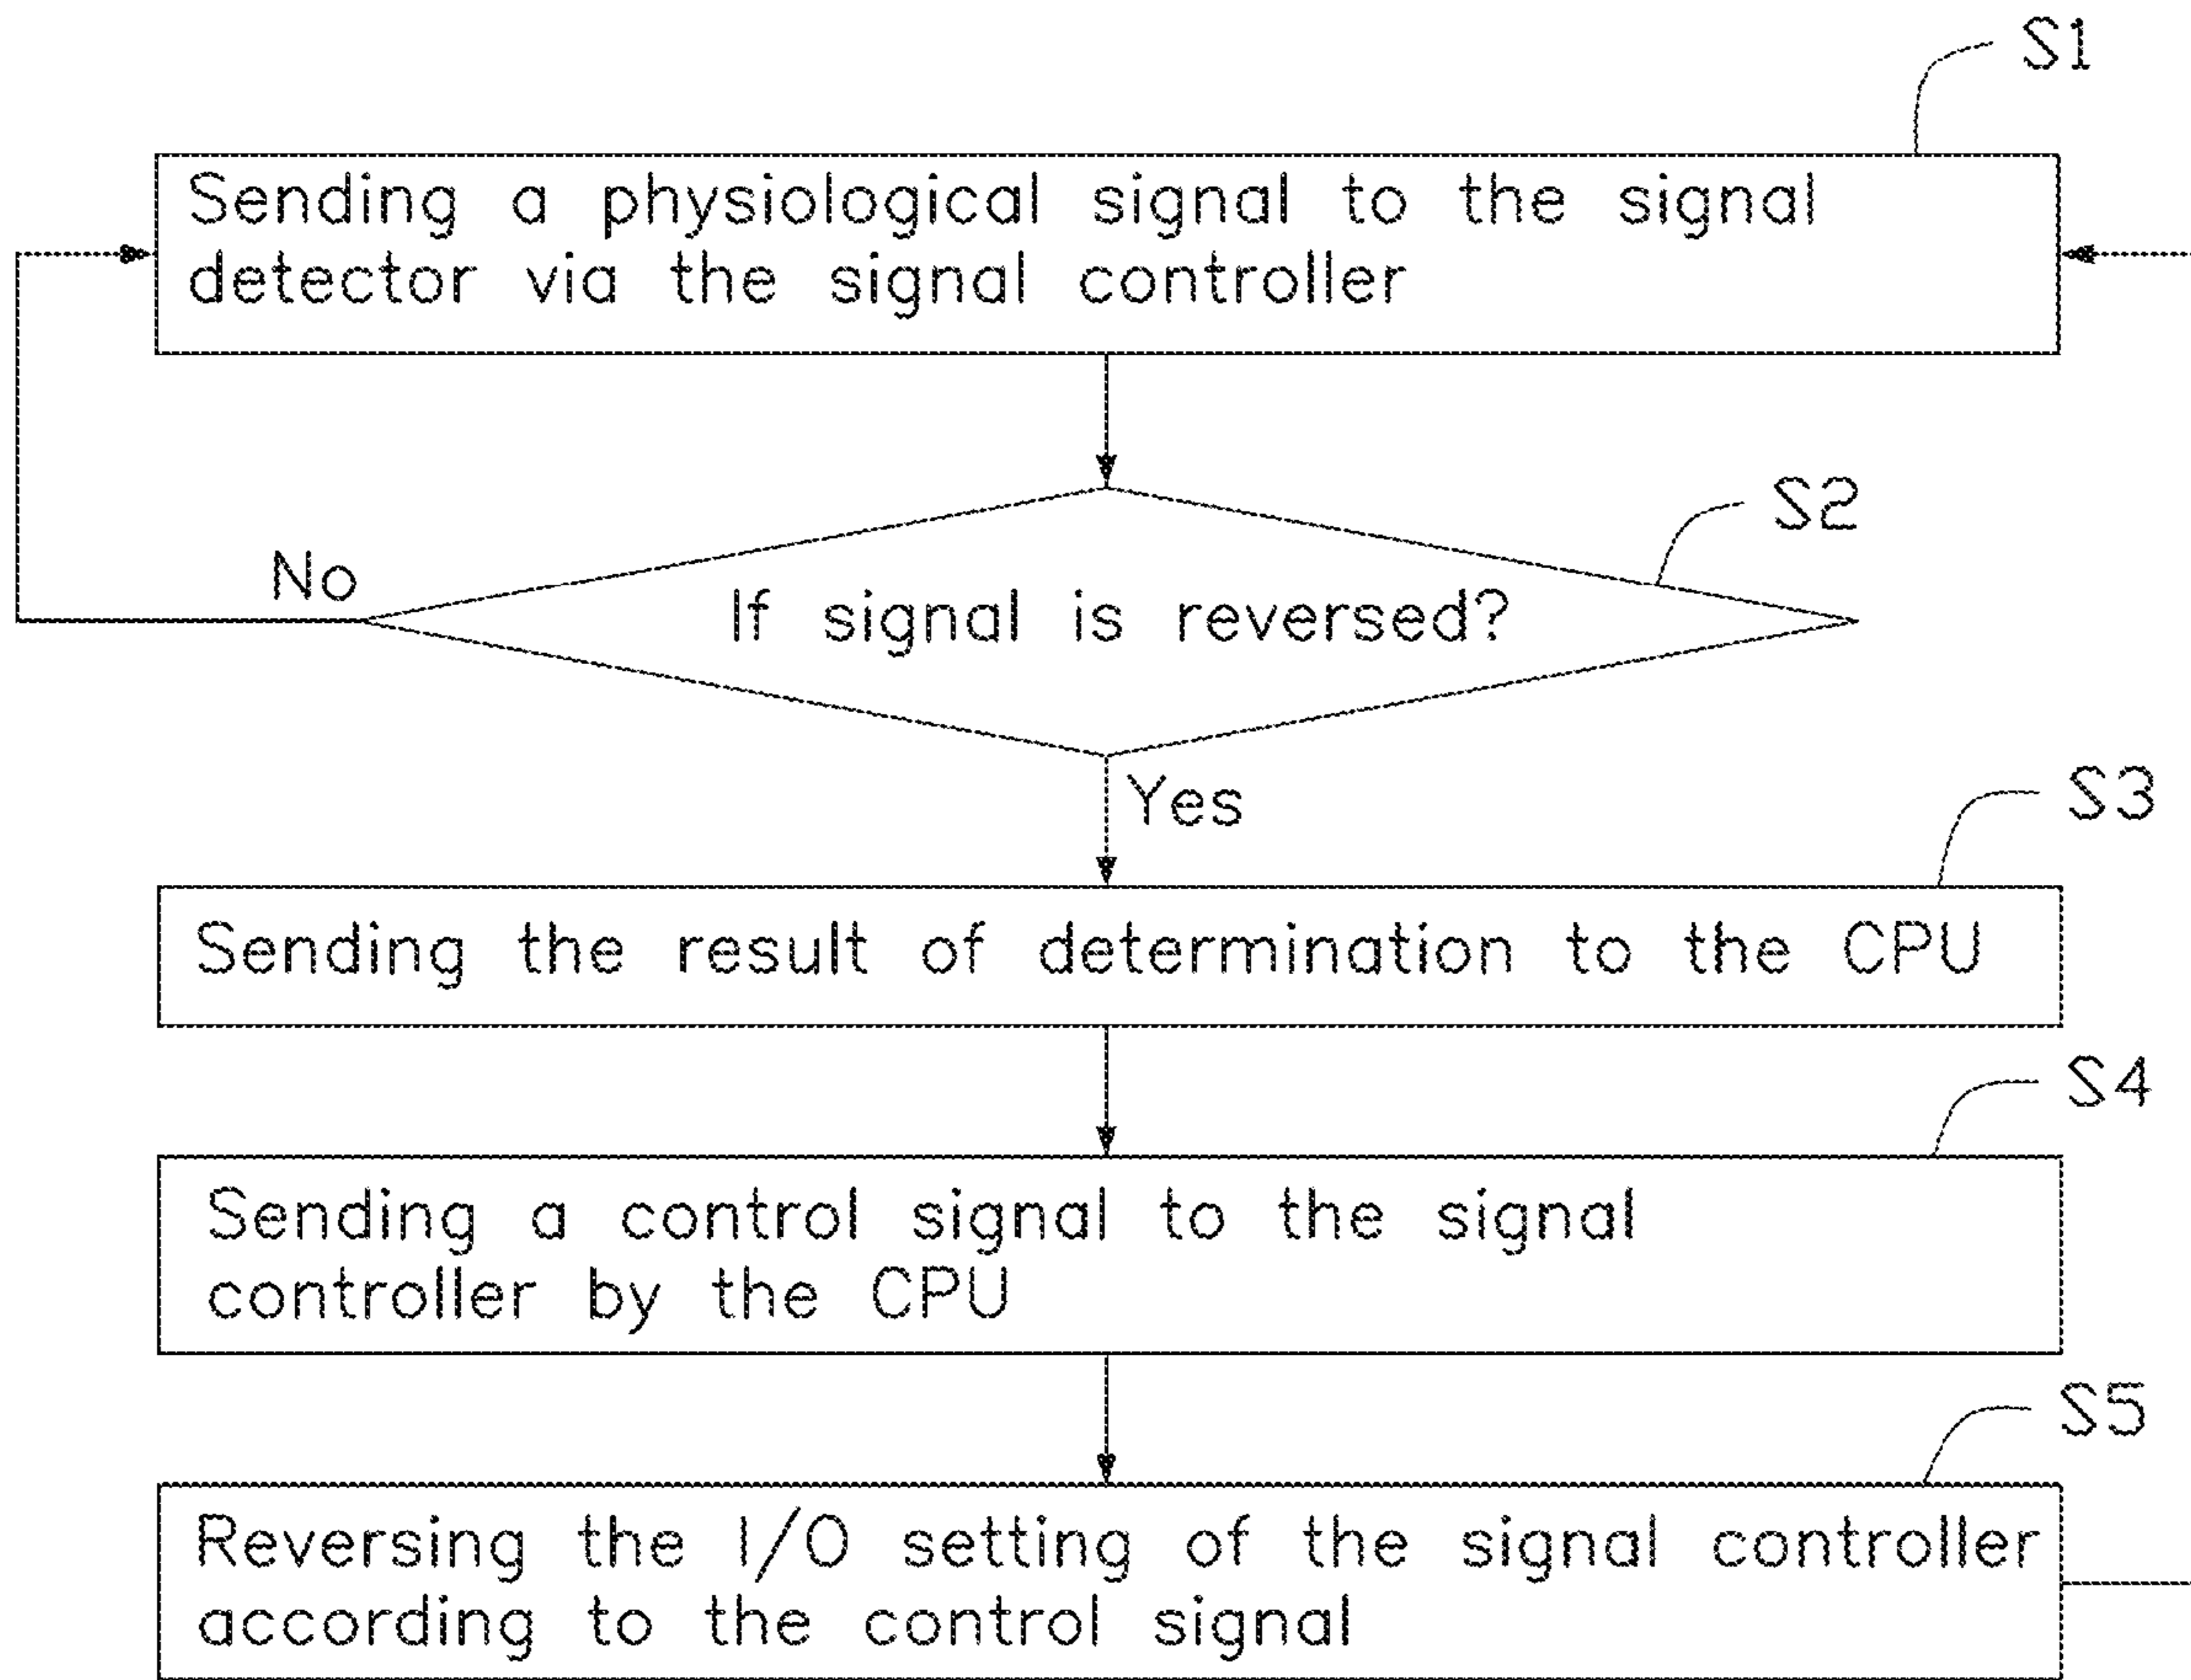 S1
Sending a physiological signal to the signal
detector via the signal controller
S2
No
If signal is reversed?
Yes
S3
Sending the result of determination to the CPU
S4
Sending a control signal to the signal
controller by the CPU
S5
Reversing the I/O setting of the signal controller
according to the control signal